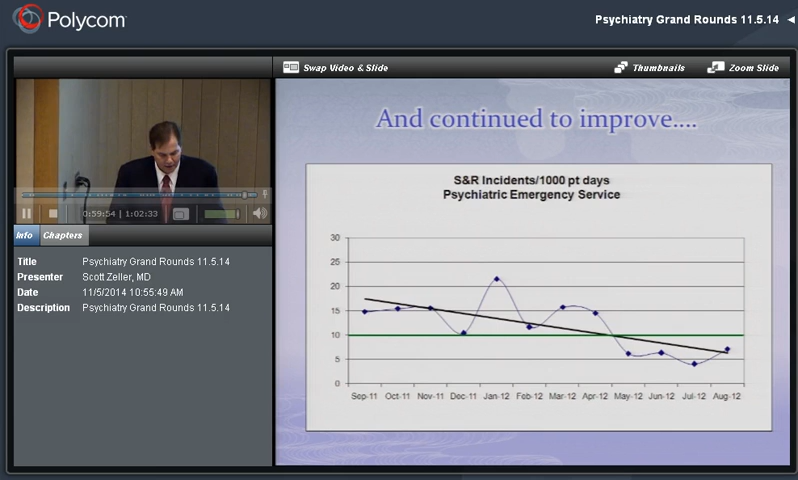 Polycom
Psychiatry Grand Rounds 11.5.14
Swap Video & Slide
Thumbnails
Zoom Slide
0:59:54 | 1:02:33
Info
Chapters
Title Psychiatry Grand Rounds 11.5.14
Presenter Scott Zeller, MD
Date 11/5/2014 10:55:49 AM
Description Psychiatry Grand Rounds 11.5.14
And continued to improve....
S&R Incidents/1000 pt days
Psychiatric Emergency Service
30
25
20
15
10
5
0
Sep-11 Oct-11 Nov-11 Dec-11 Jan-12 Feb-12 Mar-12 Apr-12 May-12 Jun-12 Jul-12 Aug-12